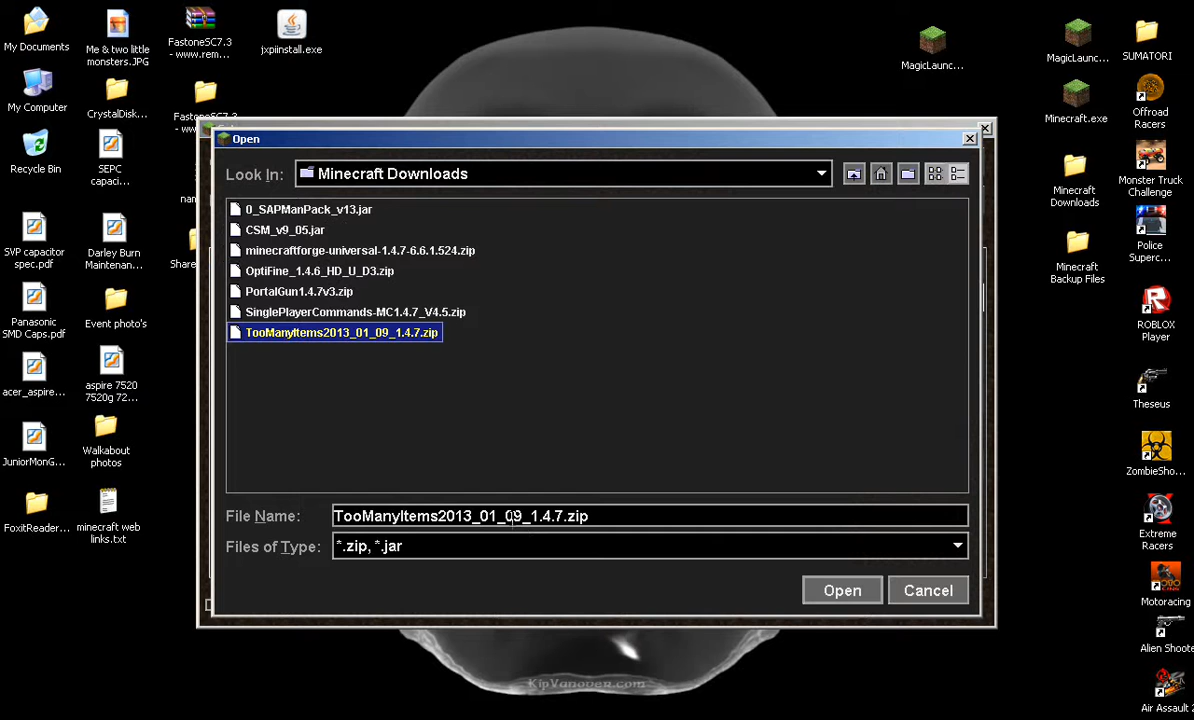 My Documents
Me & two little
monsters.JPG
FastoneSC7.3
- www.rem...
jxpiinstall.exe
MagicLaunc...
MagicLaunc...
SUMATORI
My Computer
CrystalDisk...
FastoneSC7.3
Minecraft.exe
Offroad
Racers
Open
Recycle Bin
SEPC
capaci...
Look In:
Minecraft Downloads
Minecraft
Downloads
Monster Truck
Challenge
0_SAPManPack_v13.jar
CSM_v9_05.jar
minecraftforge-universal-1.4.7-6.6.1.524.zip
OptiFine_1.4.6_HD_U_D3.zip
PortalGun1.4.7v3.zip
SinglePlayerCommands-MC1.4.7_V4.5.zip
TooManyItems2013_01_09_1.4.7.zip
SVP capacitor
spec.pdf
Darley Burn
Maintenan...
Share
Minecraft
Backup Files
Police
Superc...
Panasonic
SMD Caps.pdf
Event photo's
ROBLOX
Player
acer_aspire...
aspire 7520
7520g 72...
Theseus
JuniorMonG...
Walkabout
photos
ZombieSho...
FoxitReader...
minecraft web
links.txt
File Name:
TooManyItems2013_01_09_1.4.7.zip
Files of Type:
*.zip, *.jar
Extreme
Racers
Open
Cancel
Motoracing
Alien Shoote
KipVanover.com
Air Assault 2